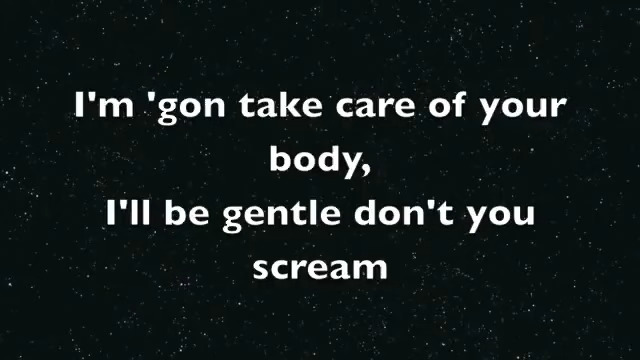 I'm 'gon take care of your
body,
I'll be gentle don't you
scream